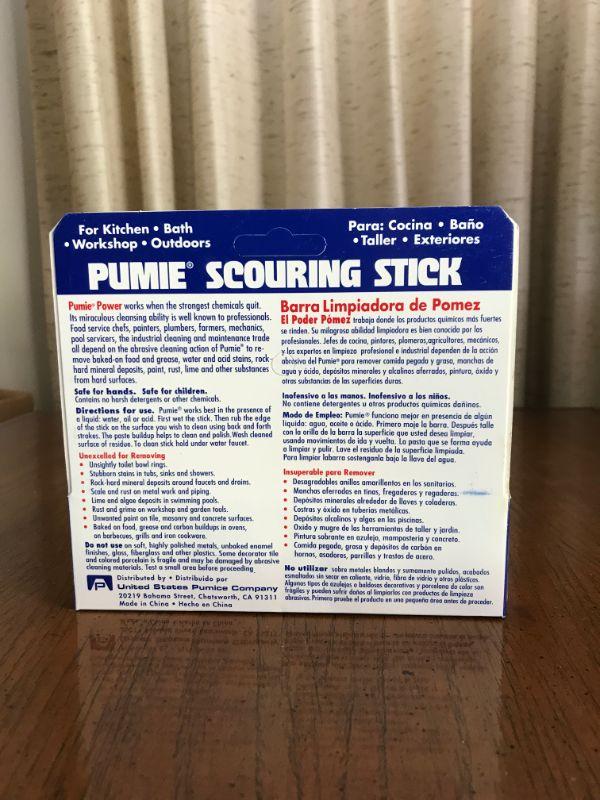 For Kitchen • Bath
• Workshop • Outdoors
Para: Cocina • Baño
• Taller • Exteriores
PUMIE® SCOURING STICK
Pumie® Power works when the strongest chemicals quit.
Its miraculous cleansing ability is well known to professionals.
Food service chefs, painters, plumbers, farmers, mechanics,
pool servicers, the industrial cleaning and maintenance trade
all depend on the abrasive cleaning action of Pumie® to re-
move baked-on food and grease, water and acid stains, rock-
hard mineral deposits, paint, rust, lime and other substances
from hard surfaces.
Safe for hands. Safe for children.
Contains no harsh detergents or other chemicals.
Directions for use. Pumie® works best in the presence of
a liquid: water, oil or acid. First wet the stick. Then rub the edge
of the stick on the surface you wish to clean using back and forth
strokes. The paste buildup helps to clean and polish. Wash cleaned
surface of residue. To clean stick hold under water faucet.
Unexcelled for Removing
• Unsightly toilet bowl rings.
• Stubborn stains in tubs, sinks and showers.
• Rock-hard mineral deposits around faucets and drains.
• Scale and rust on metal work and piping.
• Lime and algae deposits in swimming pools.
• Rust and grime on workshop and garden tools.
• Unwanted paint on tile, masonry and concrete surfaces.
• Baked on food, grease and carbon buildups in ovens,
on barbecues, grills and iron cookware.
Do not use on soft, highly polished metals, unbaked enamel
finishes, glass, fiberglass and other plastics. Some decorator tile
and colored porcelain is fragile and may be damaged by abrasive
cleaning materials. Test a small area before proceeding.
Distributed by • Distribuido por
United States Pumice Company
20219 Bahama Street, Chatsworth, CA 91311
Made in China • Hecho en China
Barra Limpiadora de Pomez
El Poder Pómez trabaja donde los productos químicos más fuertes
se rinden. Su milagrosa abilidad limpiadora es bien conocida por los
profesionales. Jefes de cocina, pintores, plomeros, agricultores, mecánicos,
y los expertos en limpieza profesional e industrial dependen de la acción
abrásiva del Pumie® para remover comida pegada y grasa, manchas de
agua y ácido, depósitos minerales y alcalinos aferrados, pintura, óxido y
otras substancias de las superficies duras.
Inofensivo a las manos. Inofensivo a los niños.
No contiene detergentes u otros productos químicos dañinos.
Modo de Empleo: Pumie® funciona mejor en presencia de algún
líquido: agua, aceite o ácido. Primero moje la barra. Después talle
con la orilla de la barra la superficie que usted desea limpiar,
usando movimientos de ida y vuelta. La pasta que se forma ayuda
a limpiar y pulir. Lave el residuo de la superficie limpiada.
Para limpiar labarra sostengala bajo la llave del agua.
Insuperable para Remover
• Desagradables anillos amarillentos en los sanitarios.
• Manchas aferradas en tinas, fregaderos y regaderas.
• Depósitos minerales alrededor de llaves y coladeras.
• Costras y óxido en tuberias metálicas.
• Depósitos alcalinos y algas en las piscinas.
• Oxido y mugre de las herramientas de taller y jardin.
• Pintura sobrante en azulejo, mamposteria y concreto.
• Comida pegada, grasa y depósitos de carbón en
hornos, asadores, parrillas y trastos de acero.
No utilizar sobre metales blandos y sumamente pulidos, acabados
esmaltados sin secar en caliente, vidrio, fibra de vidrio y otros plásticos.
Algunos tipos de azulejos o baldosas decorativas y porcelana de color son
frágiles y pueden sufrir daños al limpiarlos con productos de limpieza
abrasivos. Primero pruebe el producto en una pequeña área antes de proceder.